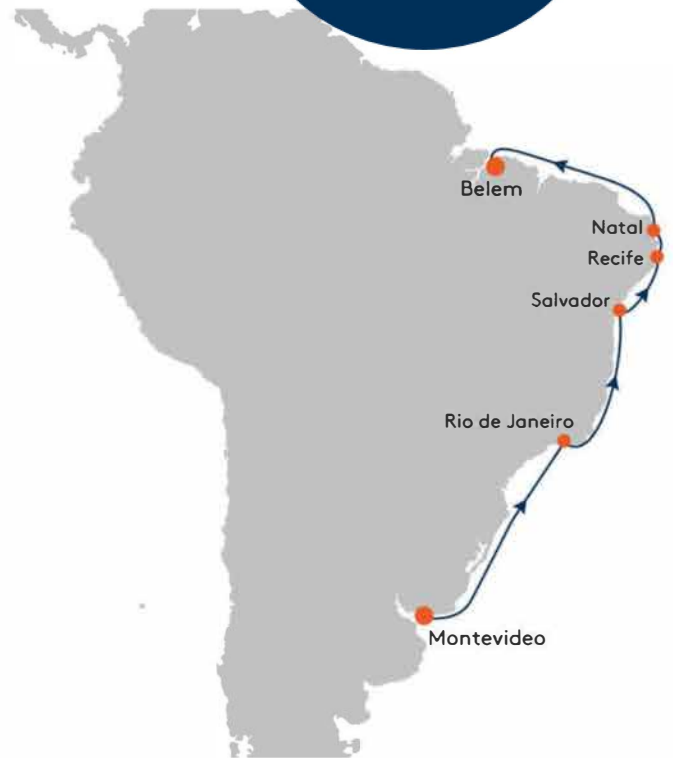 Belem
Natal
Recife
Salvador
Rio de Janeiro
Montevideo